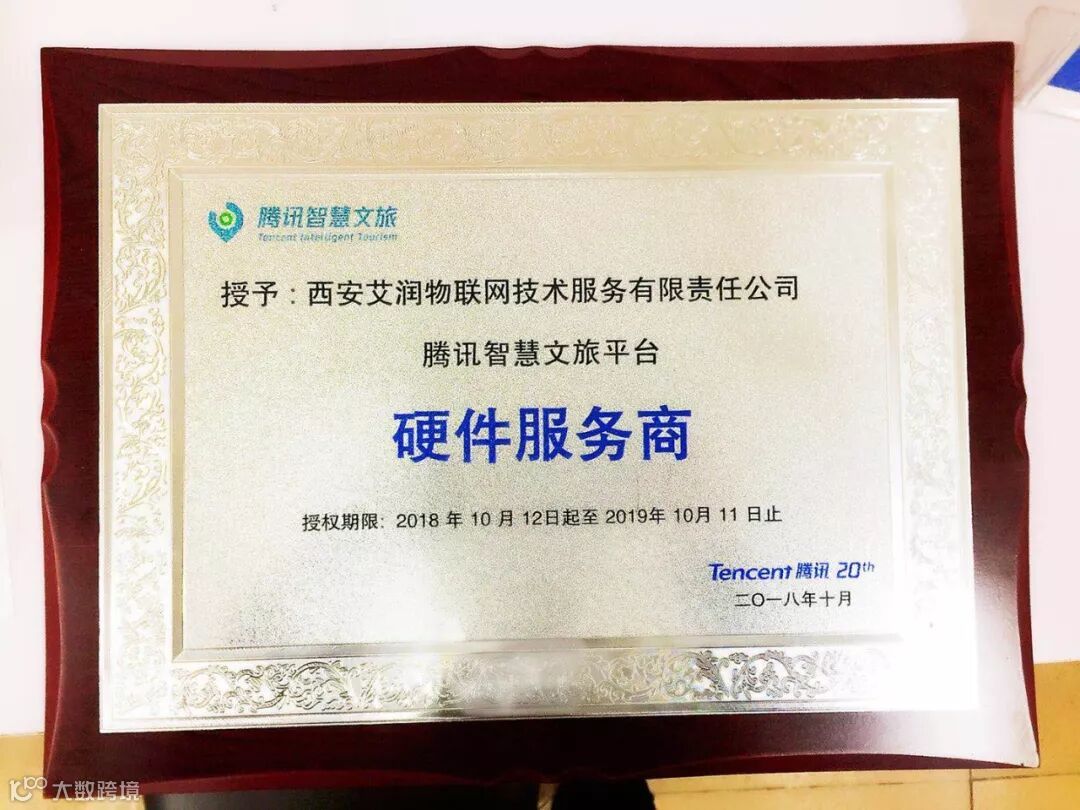 腾讯智慧文旅
Tencent Intelligent Tourism
授予：西安艾润物联网技术服务有限责任公司
腾讯智慧文旅平台
硬件服务商
授权期限：2018 年 10 月 12日起至 2019年 10月 11 日止
Tencent 腾讯 20th
二〇一八年十月
大数跨境